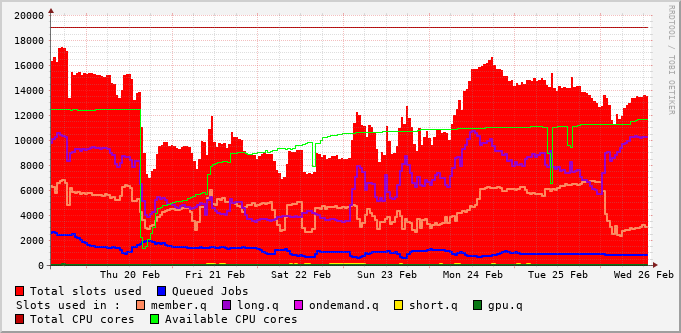 20000
18000
16000
14000
12000
10000
8000
6000
4000
2000
0
Thu 20 Feb Fri 21 Feb Sat 22 Feb Sun 23 Feb Mon 24 Feb Tue 25 Feb Wed 26 Feb
Total slots used Queued Jobs
Slots used in : member.q long.q ondemand.q short.q gpu.q
Total CPU cores Available CPU cores
RRDTOOL / TOBI OETIKER